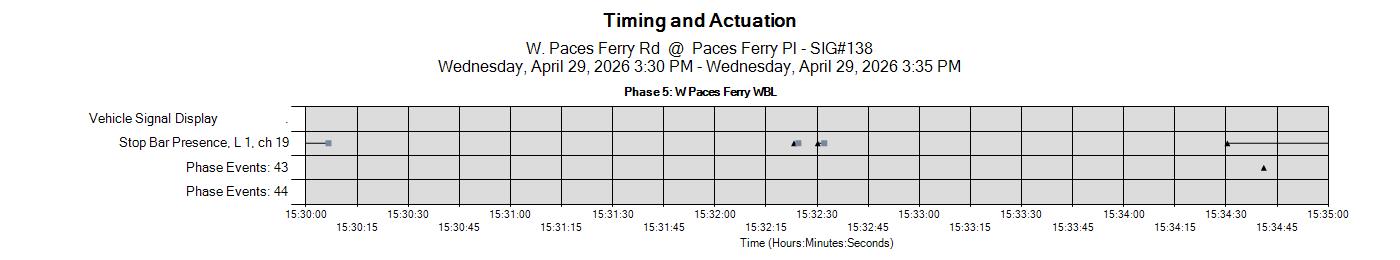 Timing and Actuation
W. Paces Ferry Rd @ Paces Ferry Pl - SIG#138
Wednesday, April 29, 2026 3:30 PM - Wednesday, April 29, 2026 3:35 PM
Phase 5: W Paces Ferry WBL
Vehicle Signal Display .
Stop Bar Presence, L 1, ch 19
Phase Events: 43
Phase Events: 44
15:30:00 15:30:30 15:31:00 15:31:30 15:32:00 15:32:30 15:33:00 15:33:30 15:34:00 15:34:30 15:35:00
15:30:15 15:30:45 15:31:15 15:31:45 15:32:15 15:32:45 15:33:15 15:33:45 15:34:15 15:34:45
Time (Hours:Minutes:Seconds)